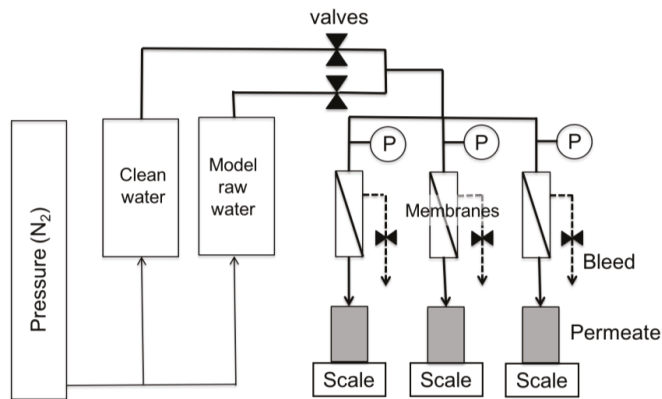 valves
Clean
water
Model
raw
water
Pressure (N₂)
P
P
P
Membranes
Bleed
Permeate
Scale
Scale
Scale